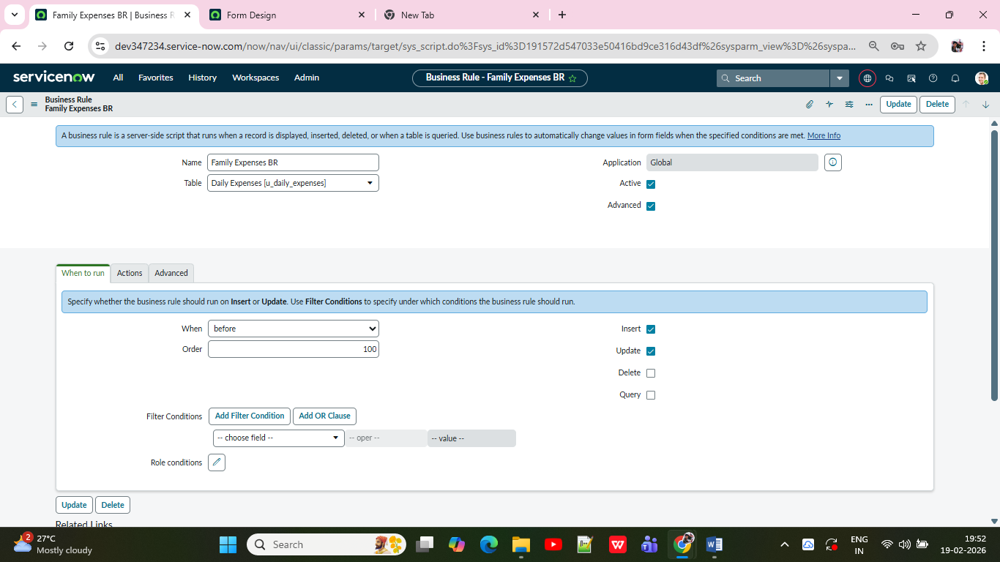 Family Expenses BR | Business R
Form Design
New Tab
dev347234.service-now.com/now/nav/ui/classic/params/target/sys_script.do%3Fsys_id%3D191572d547033e50416bd9ce316d43df%26sysparm_view%3D%26syspa...
servicenow
All
Favorites
History
Workspaces
Admin
Business Rule - Family Expenses BR
Search
Business Rule
Family Expenses BR
Update
Delete
A business rule is a server-side script that runs when a record is displayed, inserted, deleted, or when a table is queried. Use business rules to automatically change values in form fields when the specified conditions are met. More Info
Name
Family Expenses BR
Application
Global
Table
Daily Expenses [u_daily_expenses]
Active
Advanced
When to run
Actions
Advanced
Specify whether the business rule should run on Insert or Update. Use Filter Conditions to specify under which conditions the business rule should run.
When
before
Insert
Order
100
Update
Delete
Query
Filter Conditions
Add Filter Condition
Add OR Clause
-- choose field --
-- oper --
-- value --
Role conditions
Update
Delete
Related Links
2
27°C
Mostly cloudy
Search
W
W
ENG
IN
19:52
19-02-2026